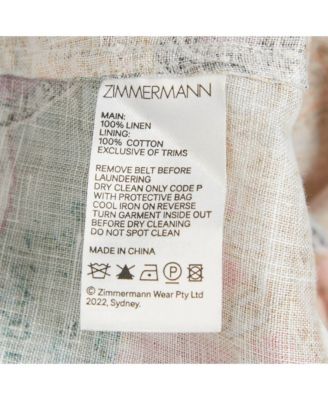 ZIMMERMANN
MAIN:
100% LINEN
LINING:
100% COTTON
EXCLUSIVE OF TRIMS
REMOVE BELT BEFORE
LAUNDERING
DRY CLEAN ONLY CODE P
WITH PROTECTIVE BAG
COOL IRON ON REVERSE
TURN GARMENT INSIDE OUT
BEFORE DRY CLEANING
DO NOT SPOT CLEAN
MADE IN CHINA
P
© Zimmermann Wear Pty Ltd
2022, Sydney.